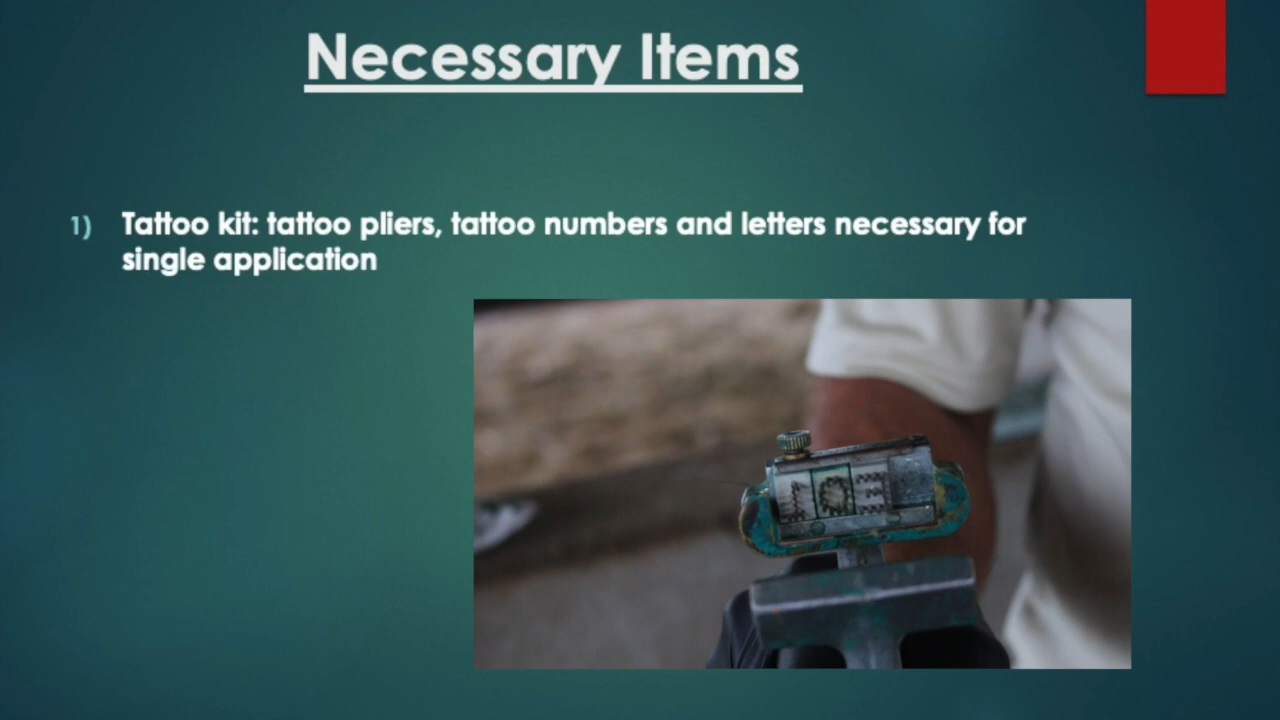 Necessary Items
1) Tattoo kit: tattoo pliers, tattoo numbers and letters necessary for
single application